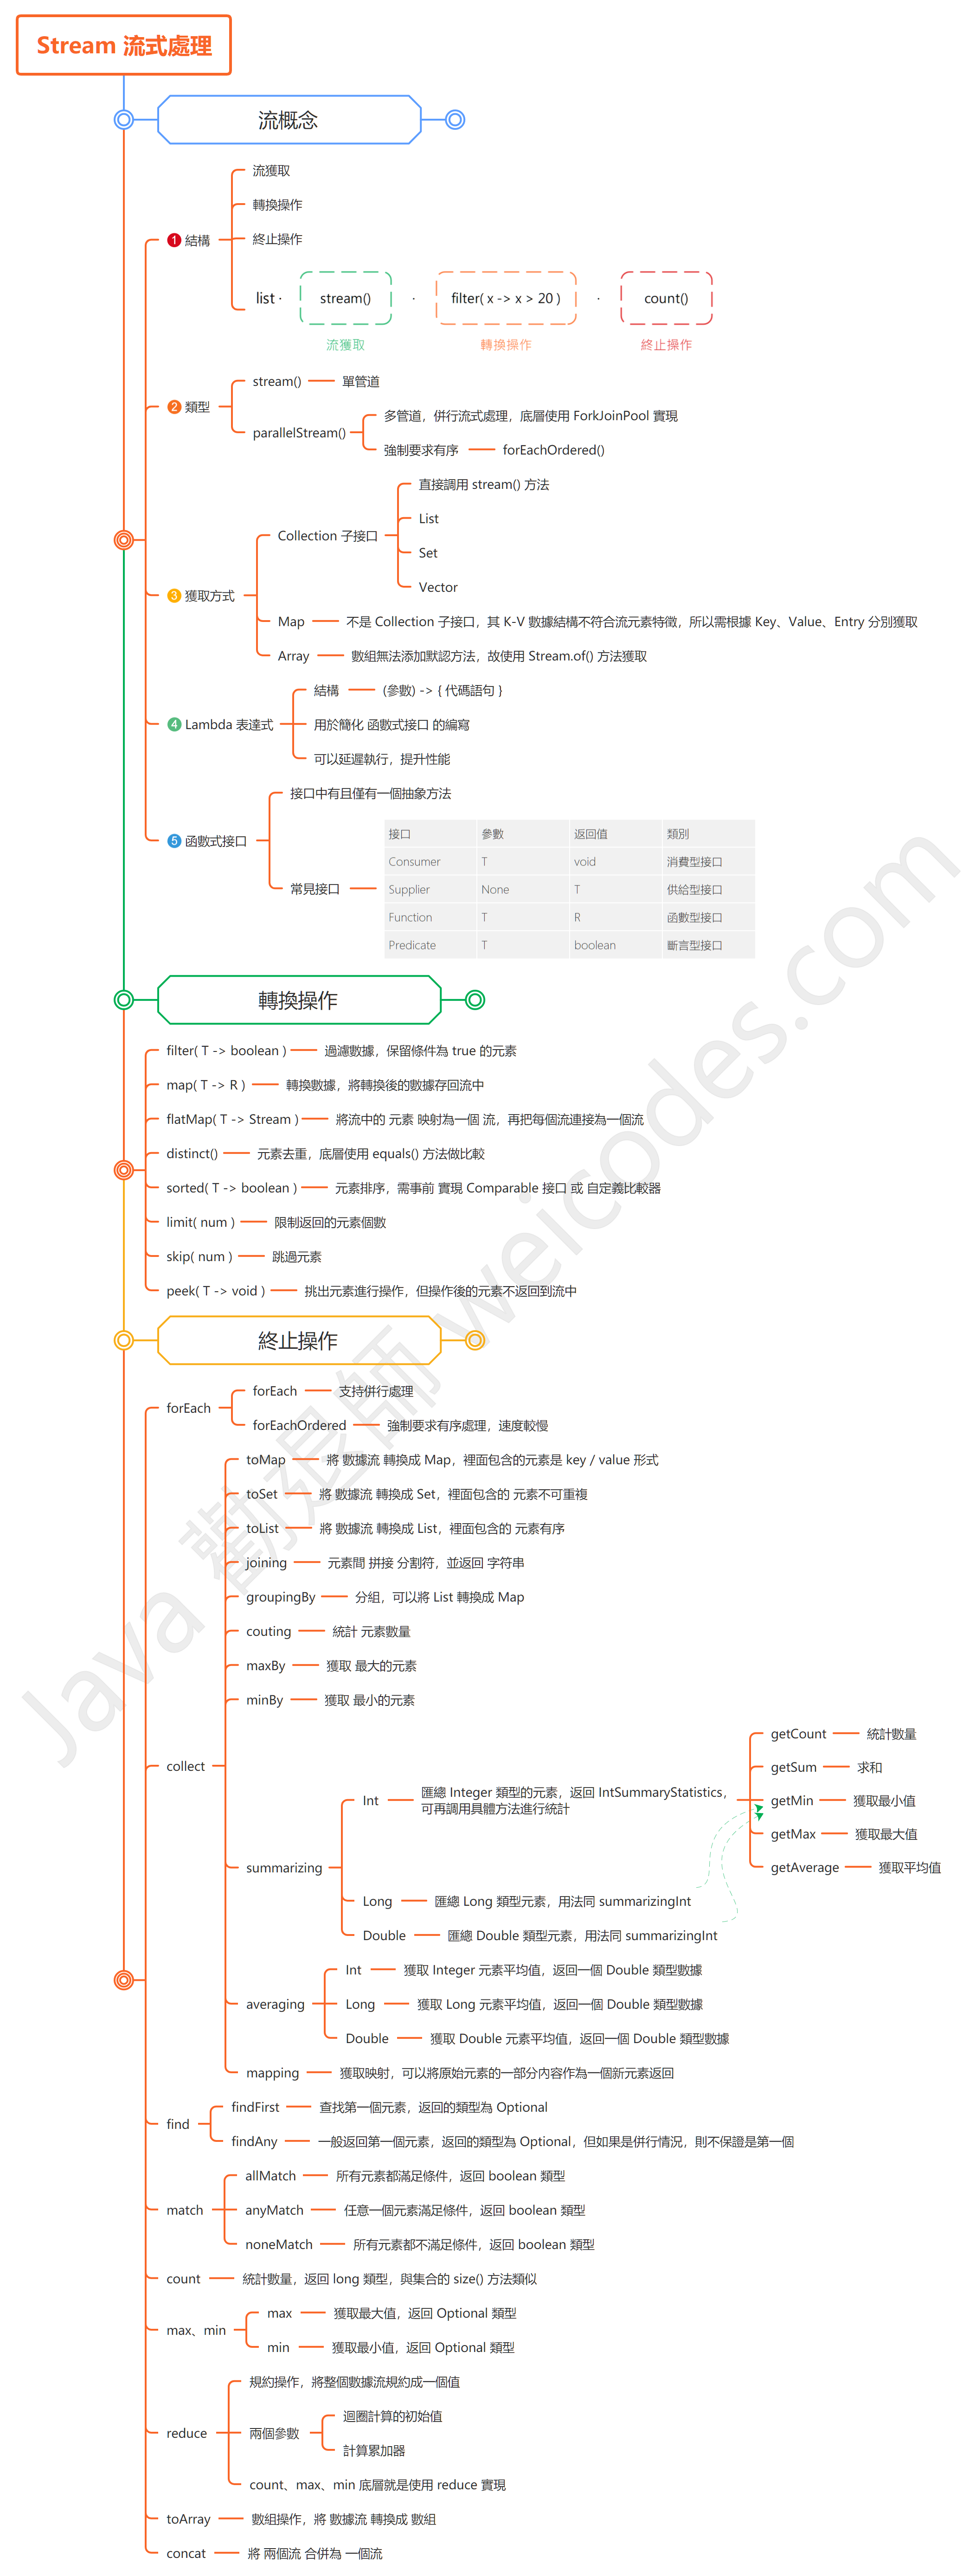 Stream 流式處理
流概念
流獲取
轉換操作
1 結構
終止操作
list · stream() · filter( x -> x > 20 ) · count()
流獲取 轉換操作 終止操作
stream() 單管道
2 類型
多管道，併行流式處理，底層使用 ForkJoinPool 實現
parallelStream()
強制要求有序 forEachOrdered()
直接調用 stream() 方法
List
Collection 子接口
Set
Vector
3 獲取方式
Map 不是 Collection 子接口，其 K-V 數據結構不符合流元素特徵，所以需根據 Key、Value、Entry 分別獲取
Array 數組無法添加默認方法，故使用 Stream.of() 方法獲取
結構 (參數) -> { 代碼語句 }
4 Lambda 表達式 用於簡化 函數式接口 的編寫
可以延遲執行，提升性能
接口中有且僅有一個抽象方法
5 函數式接口
常見接口
接口 參數 返回值 類別
Consumer T void 消費型接口
Supplier None T 供給型接口
Function T R 函數型接口
Predicate T boolean 斷言型接口
轉換操作
filter( T -> boolean ) 過濾數據，保留條件為 true 的元素
map( T -> R ) 轉換數據，將轉換後的數據存回流中
flatMap( T -> Stream ) 將流中的 元素 映射為一個 流，再把每個流連接為一個流
distinct() 元素去重，底層使用 equals() 方法做比較
sorted( T -> boolean ) 元素排序，需事前 實現 Comparable 接口 或 自定義比較器
limit( num ) 限制返回的元素個數
skip( num ) 跳過元素
peek( T -> void ) 挑出元素進行操作，但操作後的元素不返回到流中
終止操作
forEach
forEach 支持併行處理
forEachOrdered 強制要求有序處理，速度較慢
collect
toMap 將 數據流 轉換成 Map，裡面包含的元素是 key / value 形式
toSet 將 數據流 轉換成 Set，裡面包含的 元素不可重複
toList 將 數據流 轉換成 List，裡面包含的 元素有序
joining 元素間 拼接 分割符，並返回 字符串
groupingBy 分組，可以將 List 轉換成 Map
couting 統計 元素數量
maxBy 獲取 最大的元素
minBy 獲取 最小的元素
summarizing
Int 匯總 Integer 類型的元素，返回 IntSummaryStatistics，
可再調用具體方法進行統計
getCount 統計數量
getSum 求和
getMin 獲取最小值
getMax 獲取最大值
getAverage 獲取平均值
Long 匯總 Long 類型元素，用法同 summarizingInt
Double 匯總 Double 類型元素，用法同 summarizingInt
averaging
Int 獲取 Integer 元素平均值，返回一個 Double 類型數據
Long 獲取 Long 元素平均值，返回一個 Double 類型數據
Double 獲取 Double 元素平均值，返回一個 Double 類型數據
mapping 獲取映射，可以將原始元素的一部分內容作為一個新元素返回
find
findFirst 查找第一個元素，返回的類型為 Optional
findAny 一般返回第一個元素，返回的類型為 Optional，但如果是併行情況，則不保證是第一個
match
allMatch 所有元素都滿足條件，返回 boolean 類型
anyMatch 任意一個元素滿足條件，返回 boolean 類型
noneMatch 所有元素都不滿足條件，返回 boolean 類型
count 統計數量，返回 long 類型，與集合的 size() 方法類似
max、min
max 獲取最大值，返回 Optional 類型
min 獲取最小值，返回 Optional 類型
reduce
規約操作，將整個數據流規約成一個值
兩個參數
迴圈計算的初始值
計算累加器
count、max、min 底層就是使用 reduce 實現
toArray 數組操作，將 數據流 轉換成 數組
concat 將 兩個流 合併為 一個流
Java 勸退師 weicodes.com